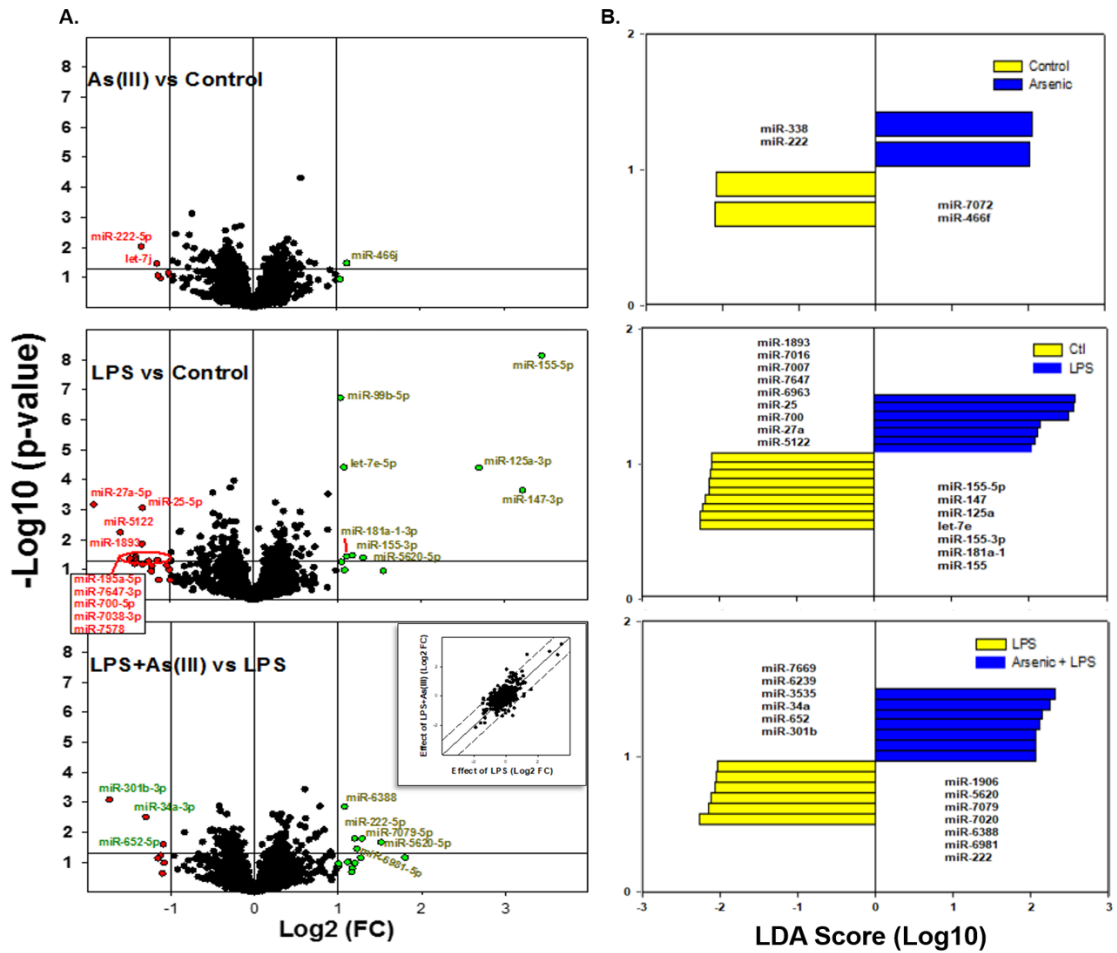 A.
B.
-Log10 (p-value)
As(III) vs Control
8
7
6
5
4
3
2
1
miR-222-5p
let-7j
miR-466j
2
1
0
Control
Arsenic
miR-338
miR-222
miR-7072
miR-466f
-3
-2
-1
0
1
2
3
LPS vs Control
8
7
6
5
4
3
2
1
miR-155-5p
miR-99b-5p
let-7e-5p
miR-125a-3p
miR-147-3p
miR-27a-5p
miR-25-5p
miR-5122
miR-1893
miR-181a-1-3p
miR-155-3p
miR-5620-5p
miR-195a-5p
miR-7647-3p
miR-700-5p
miR-7038-3p
miR-7578
2
1
0
Ctl
LPS
miR-1893
miR-7016
miR-7007
miR-7647
miR-6963
miR-25
miR-700
miR-27a
miR-5122
miR-155-5p
miR-147
miR-125a
let-7e
miR-155-3p
miR-181a-1
miR-155
LPS+As(III) vs LPS
8
7
6
5
4
3
2
1
Effect of LPS+As(III) (Log2 FC)
Effect of LPS (Log2 FC)
miR-301b-3p
miR-34a-3p
miR-652-5p
miR-6388
miR-222-5p
miR-7079-5p
miR-5620-5p
miR-6981-5p
-1
0
1
2
3
Log2 (FC)
2
1
0
LPS
Arsenic + LPS
miR-7669
miR-6239
miR-3535
miR-34a
miR-652
miR-301b
miR-1906
miR-5620
miR-7079
miR-7020
miR-6388
miR-6981
miR-222
-3
-2
-1
0
1
2
3
LDA Score (Log10)